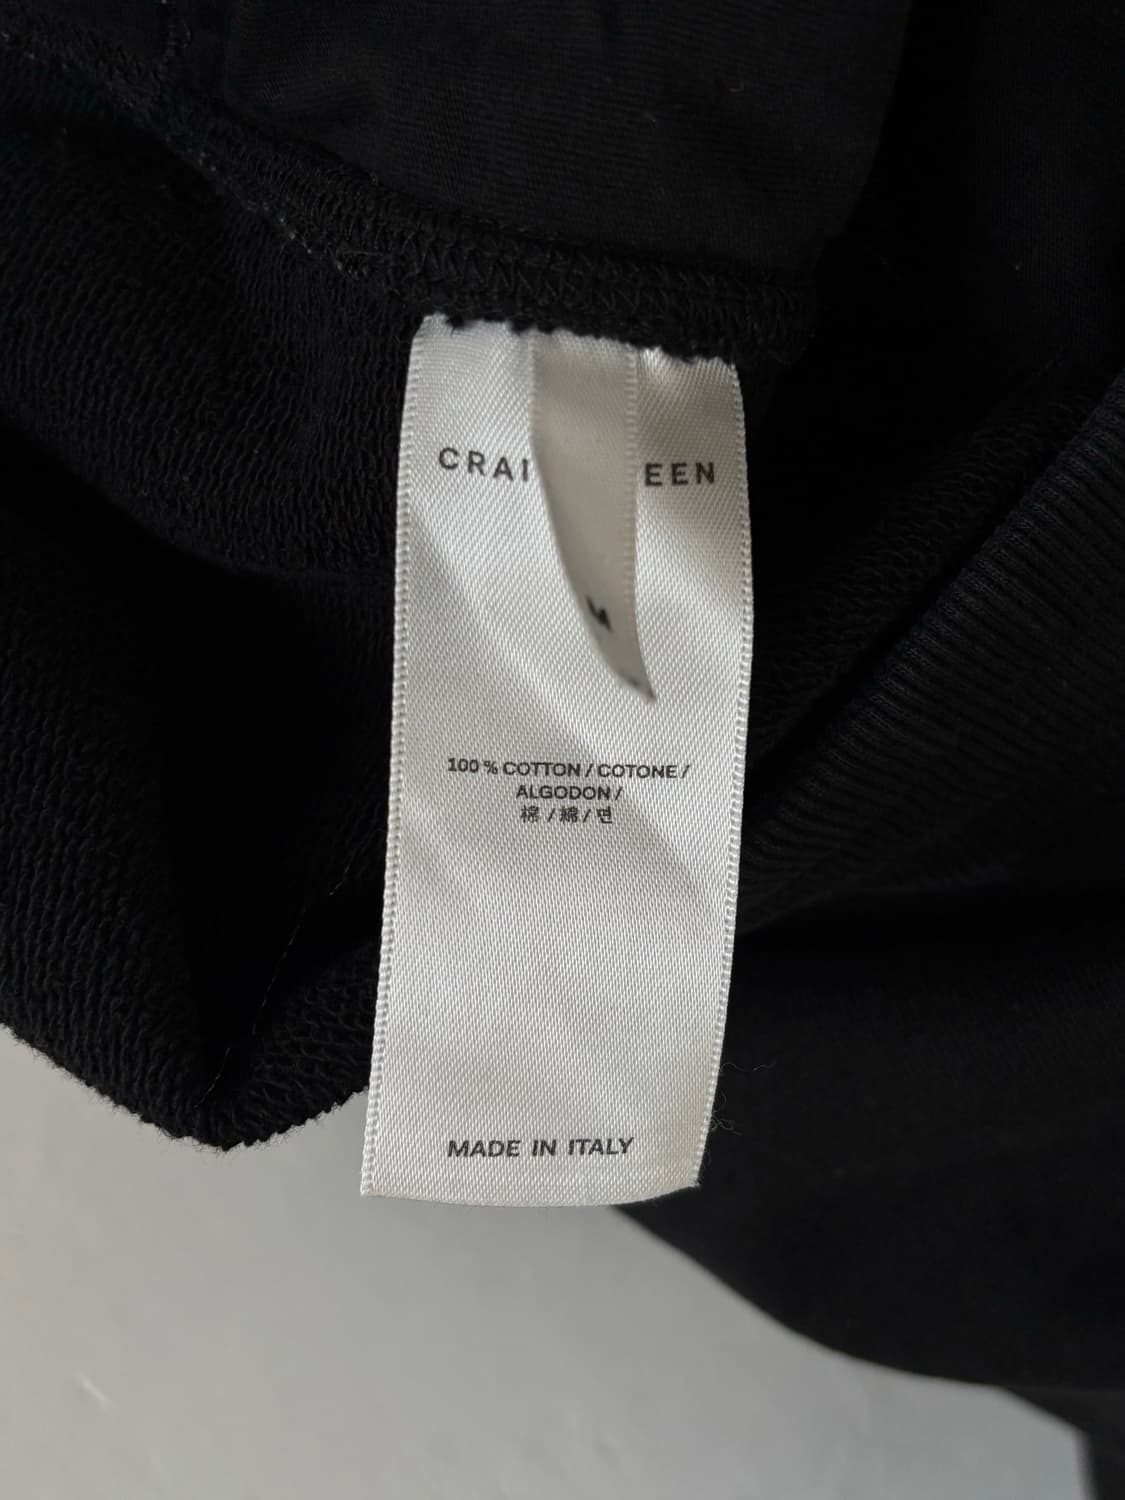 CRAI EEN
M
100 % COTTON / COTONE /
ALGODON /
棉 / 綿 / 면
MADE IN ITALY